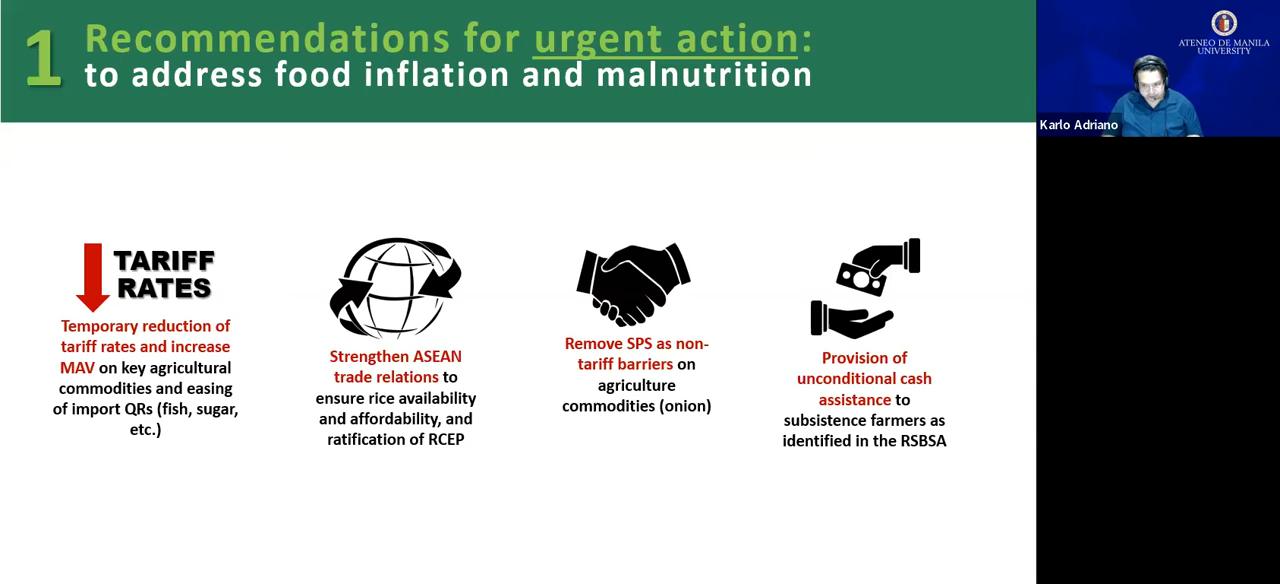 1
Recommendations for urgent action:
to address food inflation and malnutrition
TARIFF
RATES
Temporary reduction of
tariff rates and increase
MAV on key agricultural
commodities and easing
of import QRs (fish, sugar,
etc.)
Strengthen ASEAN
trade relations to
ensure rice availability
and affordability, and
ratification of RCEP
Remove SPS as non-
tariff barriers on
agriculture
commodities (onion)
Provision of
unconditional cash
assistance to
subsistence farmers as
identified in the RSBSA
ATENEO DE MANILA
UNIVERSITY
Karlo Adriano